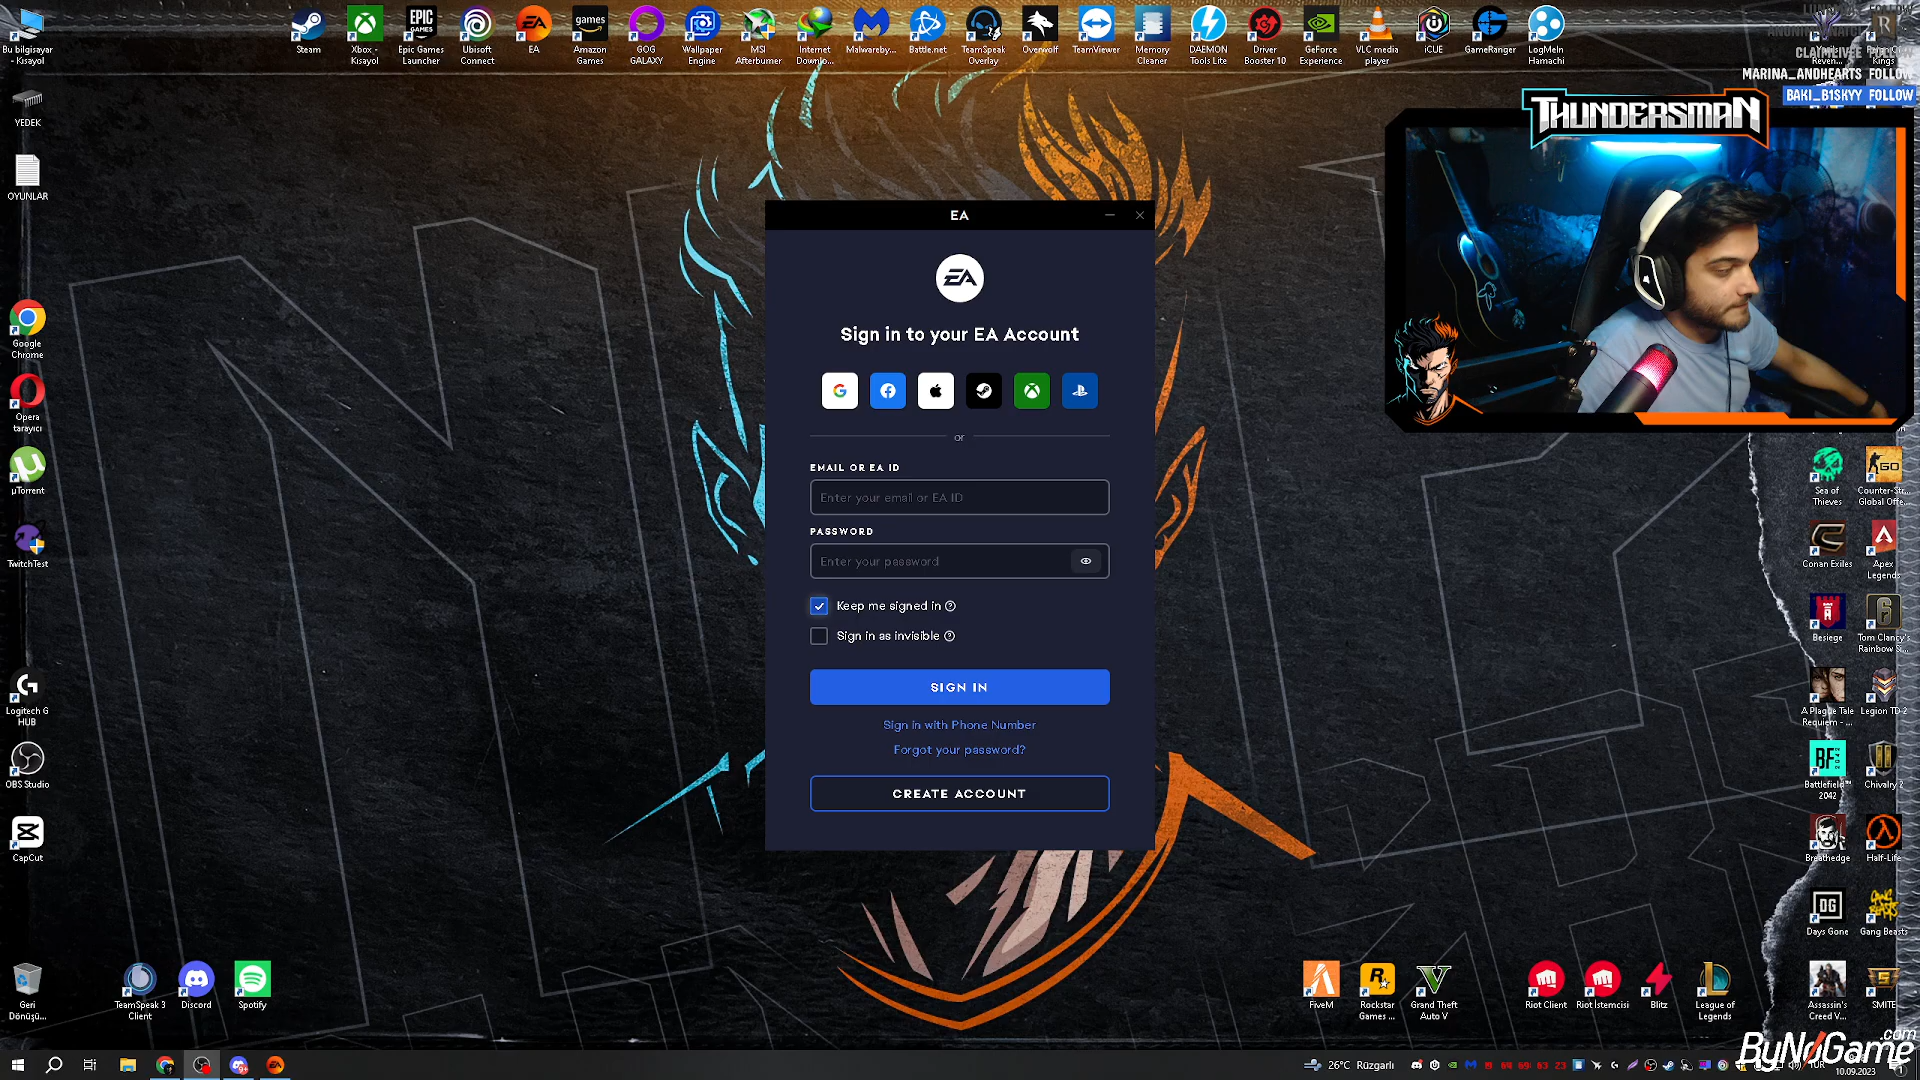 Bu bilgisayar
- Kısayol
Steam
Xbox -
Kısayol
Epic Games
Launcher
Ubisoft
Connect
EA
Amazon
Games
GOG
GALAXY
Wallpaper
Engine
MSI
Afterburner
Internet
Downlo...
Malwareby...
Battle.net
TeamSpeak
Overlay
Overwolf
TeamViewer
Memory
Cleaner
DAEMON
Tools Lite
Driver
Booster 10
GeForce
Experience
VLC media
player
iCUE
GameRanger
LogMeIn
Hamachi
MARINA_ANDHEARTS FOLLOW
BAKI_B1SKYY FOLLOW
THUNDERSMAN
YEDEK
OYUNLAR
Google
Chrome
Opera
tarayıcı
µTorrent
TwitchTest
Logitech G
HUB
OBS Studio
CapCut
Geri
Dönüşü...
TeamSpeak 3
Client
Discord
Spotify
EA
EA
Sign in to your EA Account
or
EMAIL OR EA ID
Enter your email or EA ID
PASSWORD
Enter your password
Keep me signed in
Sign in as invisible
SIGN IN
Sign in with Phone Number
Forgot your password?
CREATE ACCOUNT
Sea of
Thieves
Counter-Str...
Global Offe...
Conan Exiles
Apex
Legends
Besiege
Tom Clancy's
Rainbow Si...
A Plague Tale
Requiem - ...
Legion TD 2
Battlefield™
2042
Chivalry 2
Breathedge
Half-Life
Days Gone
Gang Beasts
FiveM
Rockstar
Games ...
Grand Theft
Auto V
Riot Client
Riot Istemcisi
Blitz
League of
Legends
Assassin's
Creed V...
SMITE
ByNoGame
.com
26°C Rüzgarlı
10.09.2023